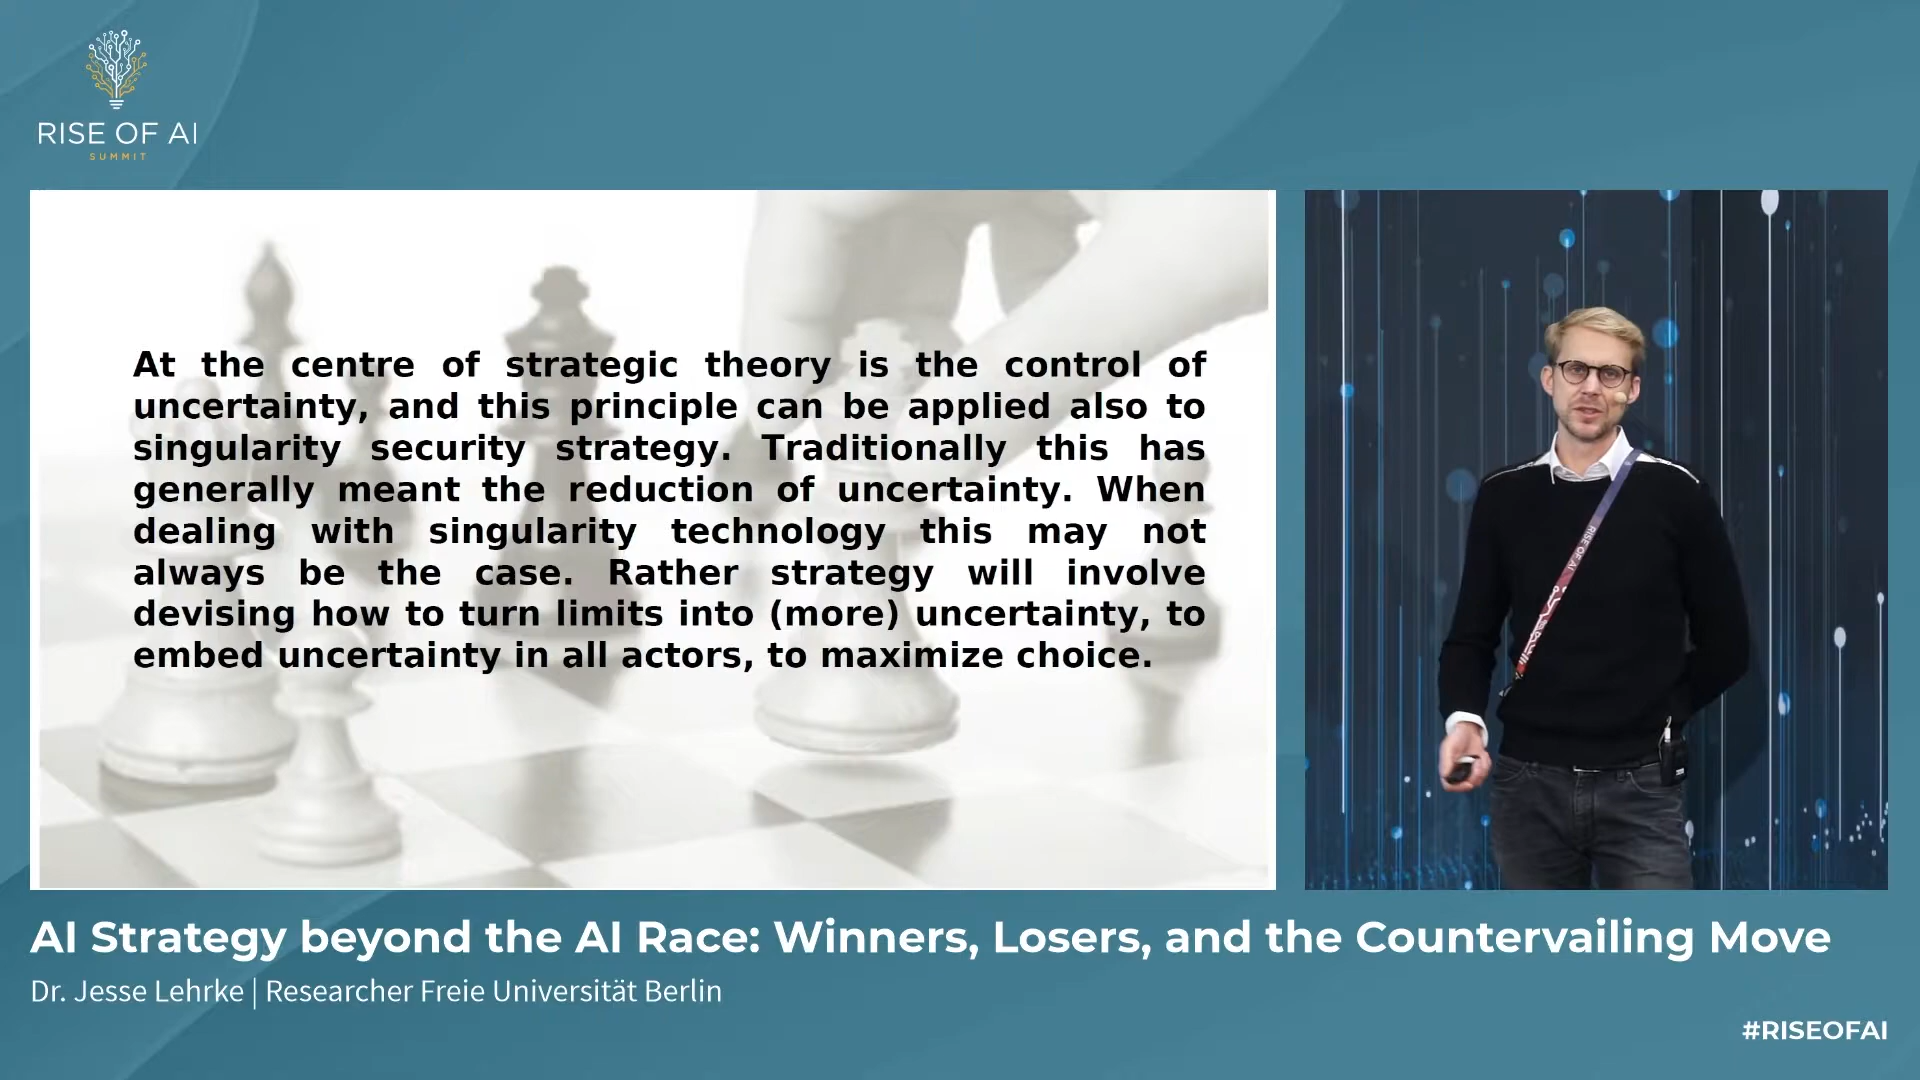 RISE OF AI
SUMMIT
At the centre of strategic theory is the control of
uncertainty, and this principle can be applied also to
singularity security strategy. Traditionally this has
generally meant the reduction of uncertainty. When
dealing with singularity technology this may not
always be the case. Rather strategy will involve
devising how to turn limits into (more) uncertainty, to
embed uncertainty in all actors, to maximize choice.
RISE OF AI
AI Strategy beyond the AI Race: Winners, Losers, and the Countervailing Move
Dr. Jesse Lehrke | Researcher Freie Universität Berlin
#RISEOFAI